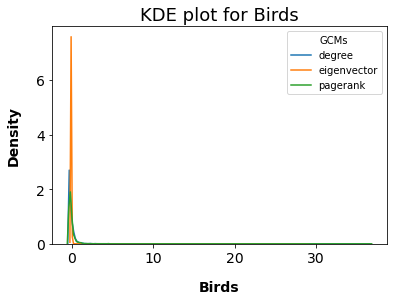 KDE plot for Birds
GCMs
degree
eigenvector
pagerank
Density
6
4
2
0
0 10 20 30
Birds